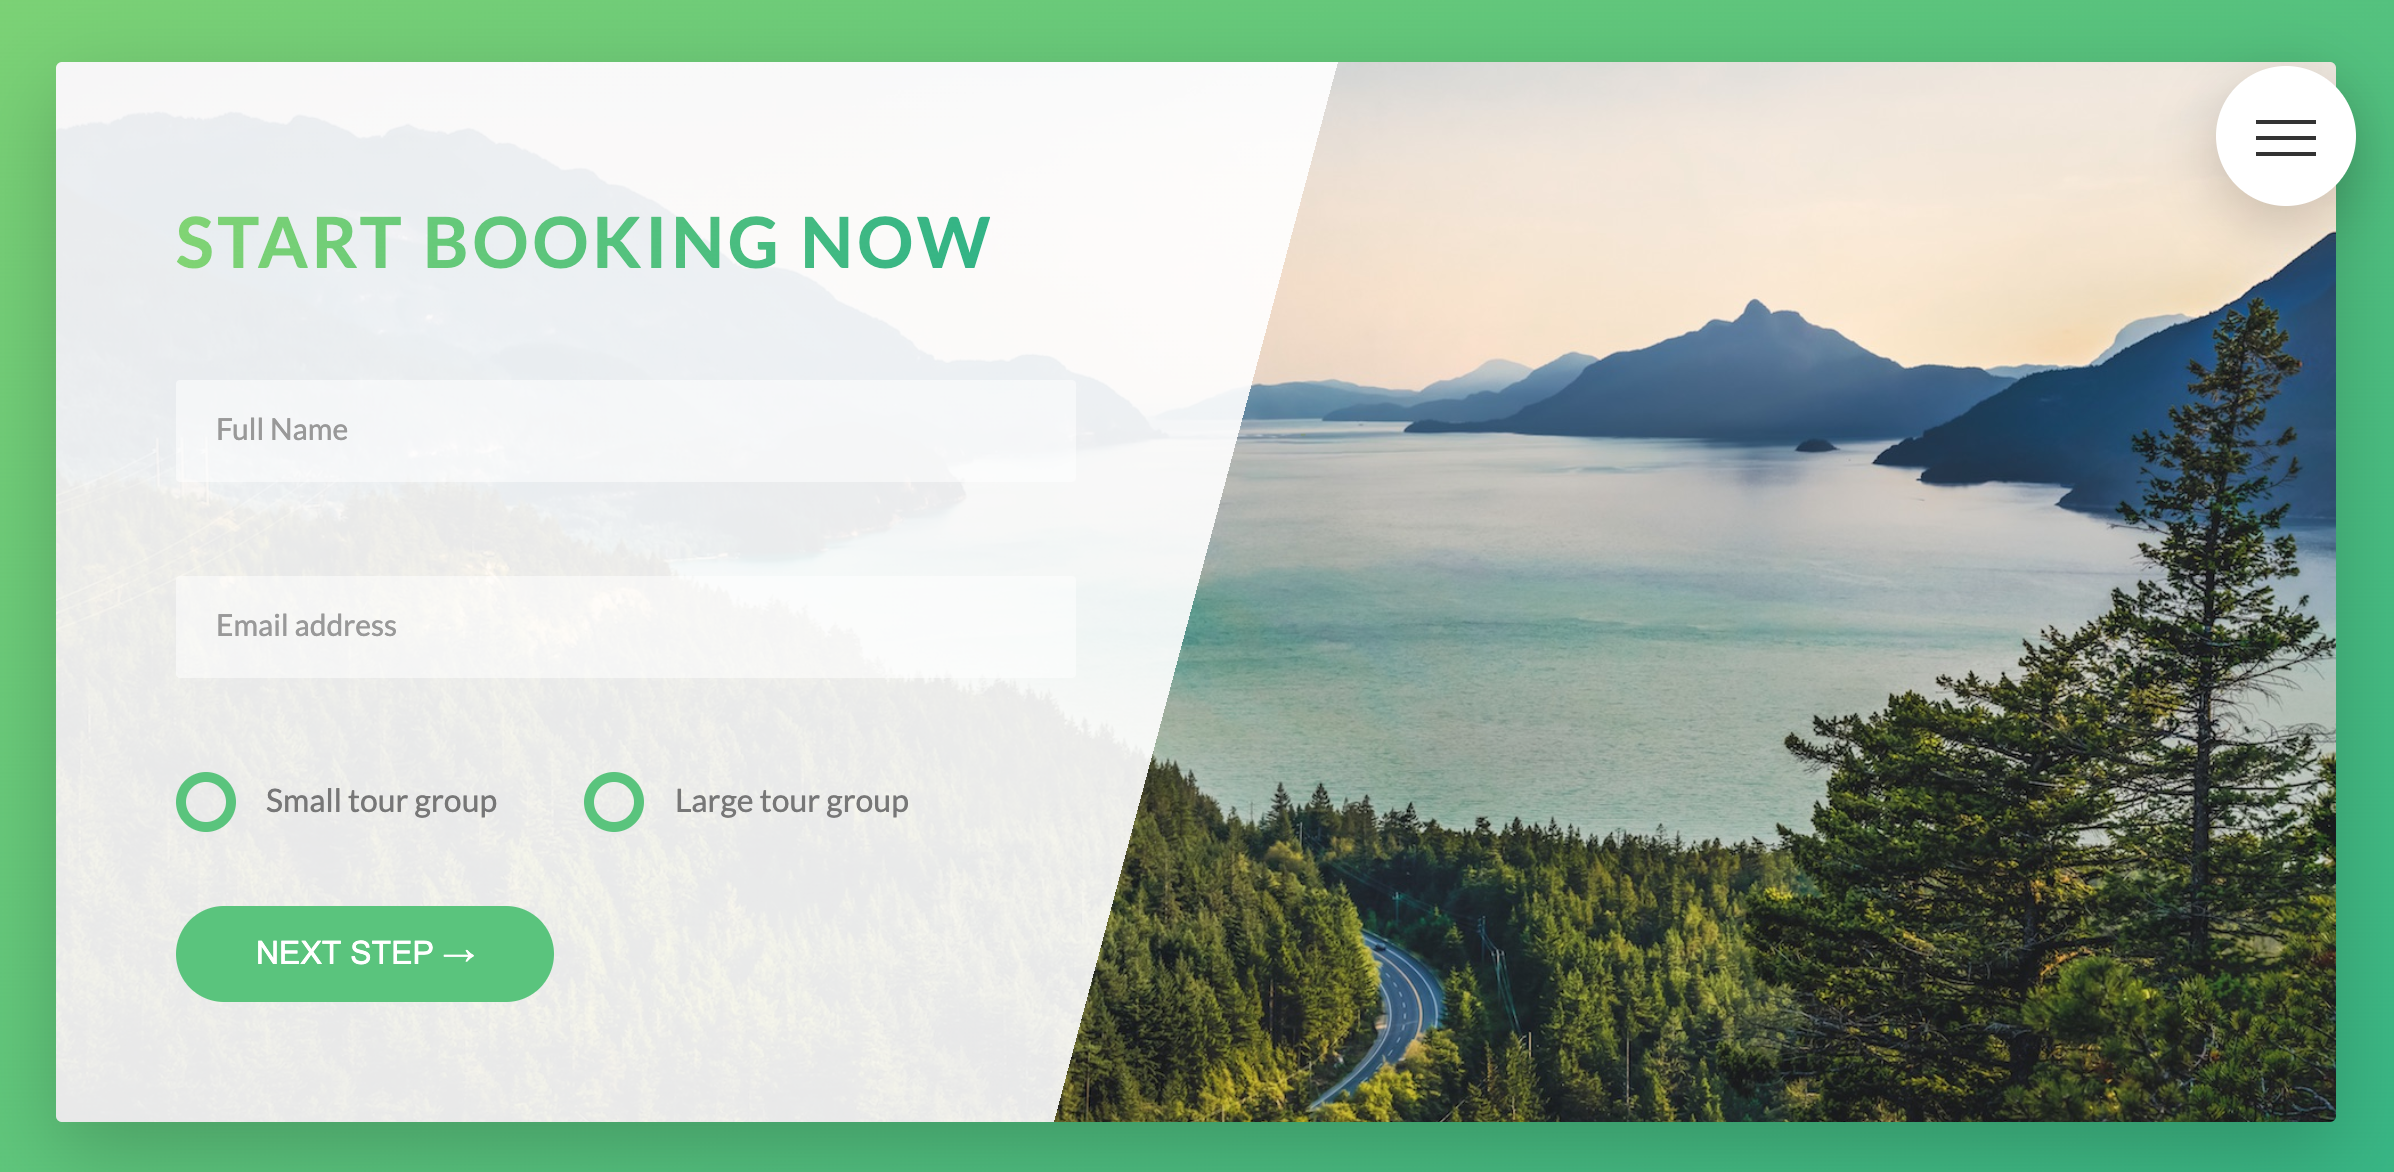 START BOOKING NOW
Full Name
Email address
Small tour group
Large tour group
NEXT STEP →